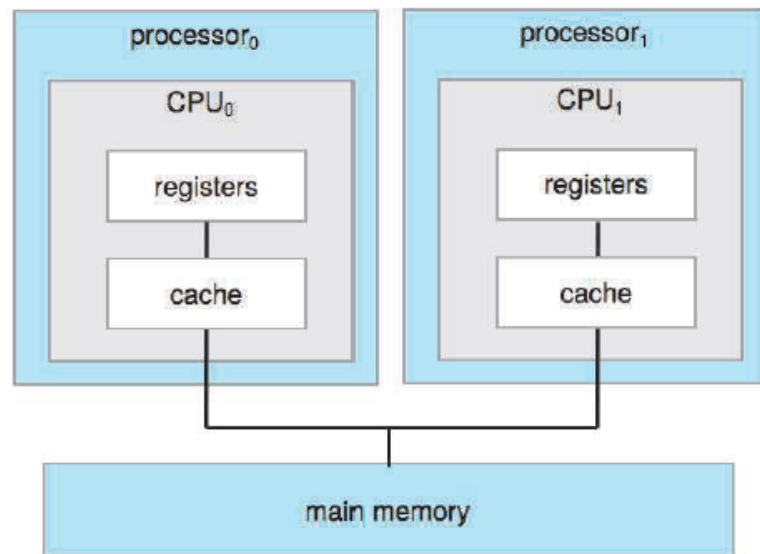 processor₀
processor₁
CPU₀
CPU₁
registers
registers
cache
cache
main memory